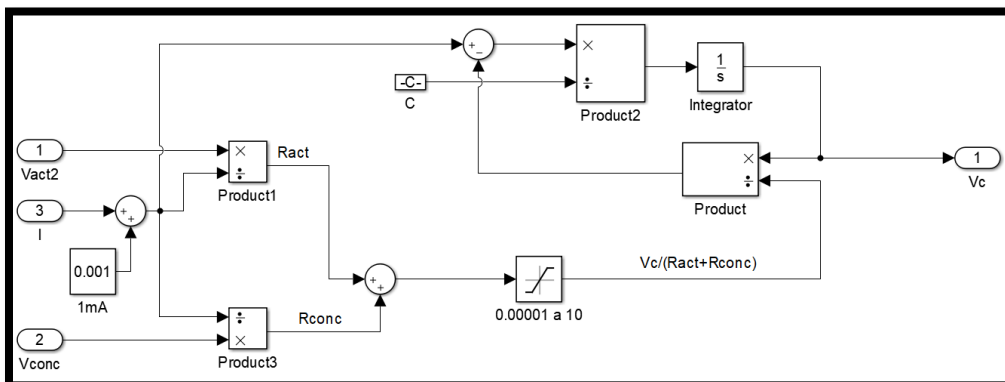 +
−
×
÷
1
s
Integrator
-C-
C
Product2
1
Vact2
×
÷
Product1
Ract
×
÷
Product
1
Vc
3
I
+
+
0.001
1mA
+
+
0.00001 a 10
Vc/(Ract+Rconc)
2
Vconc
÷
×
Product3
Rconc